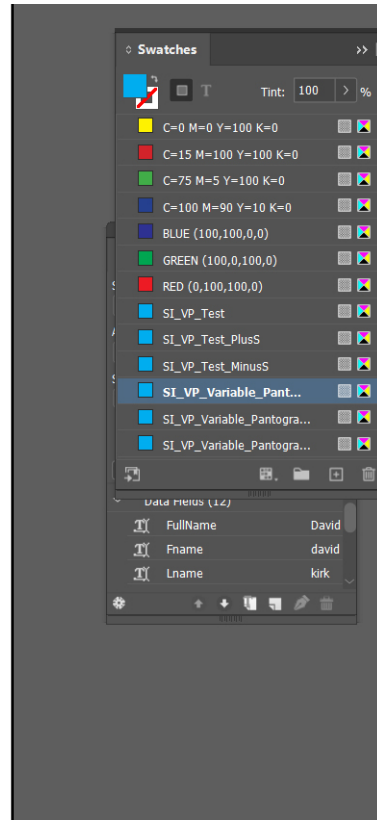 Swatches
T Tint: 100 %
C=0 M=0 Y=100 K=0
C=15 M=100 Y=100 K=0
C=75 M=5 Y=100 K=0
C=100 M=90 Y=10 K=0
BLUE (100,100,0,0)
GREEN (100,0,100,0)
RED (0,100,100,0)
SI_VP_Test
SI_VP_Test_PlusS
SI_VP_Test_MinusS
SI_VP_Variable_Pant...
SI_VP_Variable_Pantogra...
SI_VP_Variable_Pantogra...
Data Fields (12)
FullName David
Fname david
Lname kirk